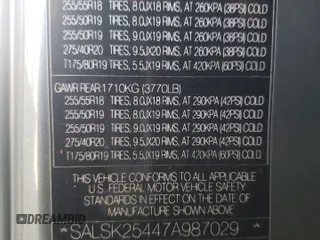 255/55R18 TIRES, 8.0JX18 RIMS, AT 260KPA (38PSI) COLD
255/50R19 TIRES, 8.0JX19 RIMS, AT 260KPA (38PSI) COLD
255/50R19 TIRES, 9.0JX19 RIMS, AT 260KPA (38PSI) COLD
275/40R20 TIRES, 9.5JX20 RIMS, AT 260KPA (38PSI) COLD
T175/80R19 TIRES, 5.5JX19 RIMS, AT 420KPA (60PSI) COLD
GAWR REAR: 1710KG (3770LB)
255/55R18 TIRES, 8.0JX18 RIMS, AT 290KPA (42PSI) COLD
255/50R19 TIRES, 8.0JX19 RIMS, AT 290KPA (42PSI) COLD
255/50R19 TIRES, 9.0JX19 RIMS, AT 290KPA (42PSI) COLD
275/40R20 TIRES, 9.5JX20 RIMS, AT 290KPA (42PSI) COLD
T175/80R19 TIRES, 5.5JX19 RIMS, AT 420KPA (60PSI) COLD
THIS VEHICLE CONFORMS TO ALL APPLICABLE
U.S. FEDERAL MOTOR VEHICLE SAFETY, BUMPER
AND THEFT PREVENTION STANDARDS IN EFFECT ON
THE DATE OF MANUFACTURE SHOWN ABOVE
*SALSK25447A987029
DREAMBID
DREAMBID.COM